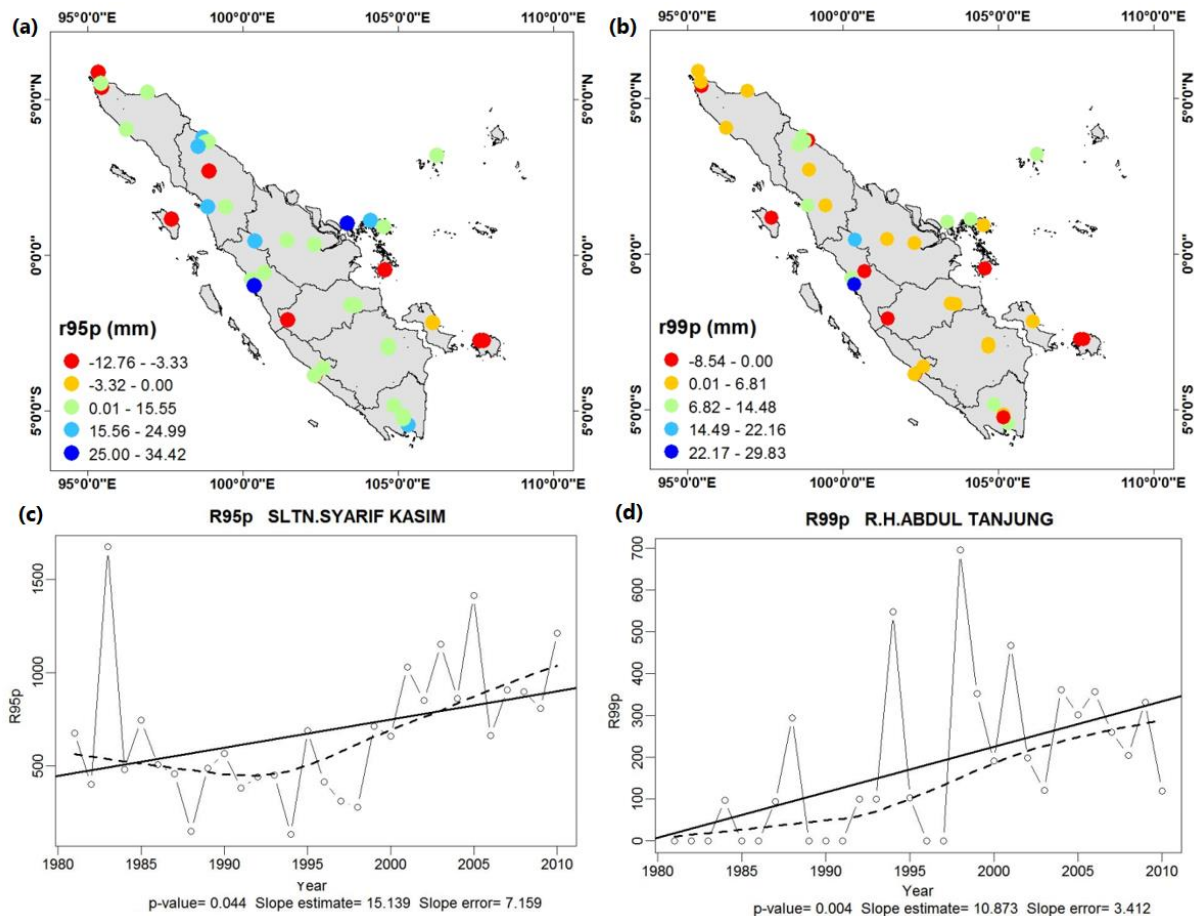 (a)
95°0'0"E 100°0'0"E 105°0'0"E 110°0'0"E
5°0'0"N
0°0'0"
5°0'0"S
r95p (mm)
-12.76 - -3.33
-3.32 - 0.00
0.01 - 15.55
15.56 - 24.99
25.00 - 34.42
95°0'0"E 100°0'0"E 105°0'0"E 110°0'0"E
(b)
95°0'0"E 100°0'0"E 105°0'0"E 110°0'0"E
5°0'0"N
0°0'0"
5°0'0"S
5°0'0"N
0°0'0"
5°0'0"S
r99p (mm)
-8.54 - 0.00
0.01 - 6.81
6.82 - 14.48
14.49 - 22.16
22.17 - 29.83
95°0'0"E 100°0'0"E 105°0'0"E 110°0'0"E
(c)
R95p SLTN.SYARIF KASIM
R95p
1500
1000
500
1980 1985 1990 1995 2000 2005 2010
Year
p-value= 0.044 Slope estimate= 15.139 Slope error= 7.159
(d)
R99p R.H.ABDUL TANJUNG
R99p
700
600
500
400
300
200
100
0
1980 1985 1990 1995 2000 2005 2010
Year
p-value= 0.004 Slope estimate= 10.873 Slope error= 3.412